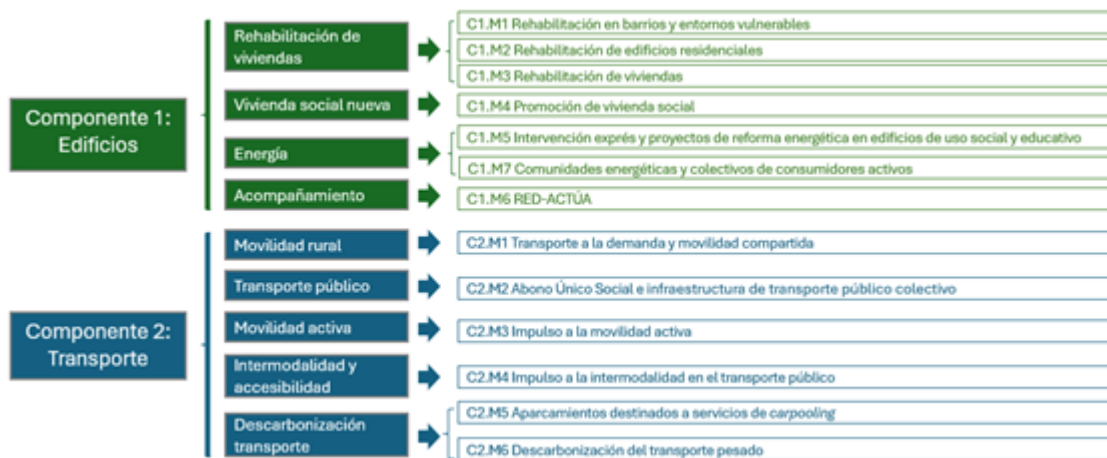 Componente 1:
Edificios
Rehabilitación de
viviendas
C1.M1 Rehabilitación en barrios y entornos vulnerables
C1.M2 Rehabilitación de edificios residenciales
C1.M3 Rehabilitación de viviendas
Vivienda social nueva
C1.M4 Promoción de vivienda social
Energía
C1.M5 Intervención exprés y proyectos de reforma energética en edificios de uso social y educativo
C1.M7 Comunidades energéticas y colectivos de consumidores activos
Acompañamiento
C1.M6 RED-ACTÚA
Componente 2:
Transporte
Movilidad rural
C2.M1 Transporte a la demanda y movilidad compartida
Transporte público
C2.M2 Abono Único Social e infraestructura de transporte público colectivo
Movilidad activa
C2.M3 Impulso a la movilidad activa
Intermodalidad y
accesibilidad
C2.M4 Impulso a la intermodalidad en el transporte público
Descarbonización
transporte
C2.M5 Aparcamientos destinados a servicios de carpooling
C2.M6 Descarbonización del transporte pesado